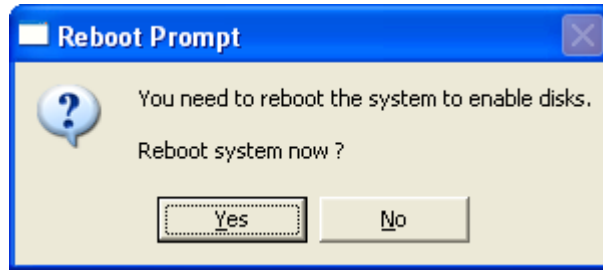 Reboot Prompt
You need to reboot the system to enable disks.
Reboot system now ?
Yes No